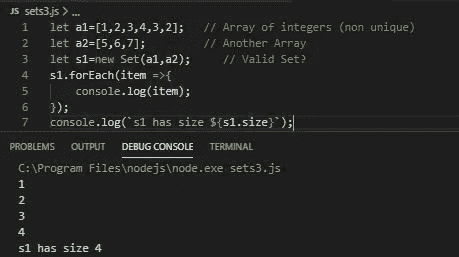 JS sets3.js > ...
1 let a1=[1,2,3,4,3,2]; // Array of integers (non unique)
2 let a2=[5,6,7]; // Another Array
3 let s1=new Set(a1,a2); // Valid Set?
4 s1.forEach(item =>{
5 console.log(item);
6 });
7 console.log(`s1 has size ${s1.size}`);
PROBLEMS OUTPUT DEBUG CONSOLE TERMINAL
C:\Program Files\nodejs\node.exe sets3.js
1
2
3
4
s1 has size 4